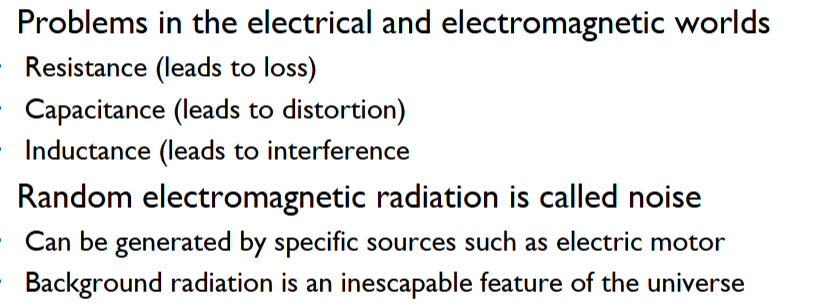 Problems in the electrical and electromagnetic worlds
Resistance (leads to loss)
Capacitance (leads to distortion)
Inductance (leads to interference
Random electromagnetic radiation is called noise
Can be generated by specific sources such as electric motor
Background radiation is an inescapable feature of the universe